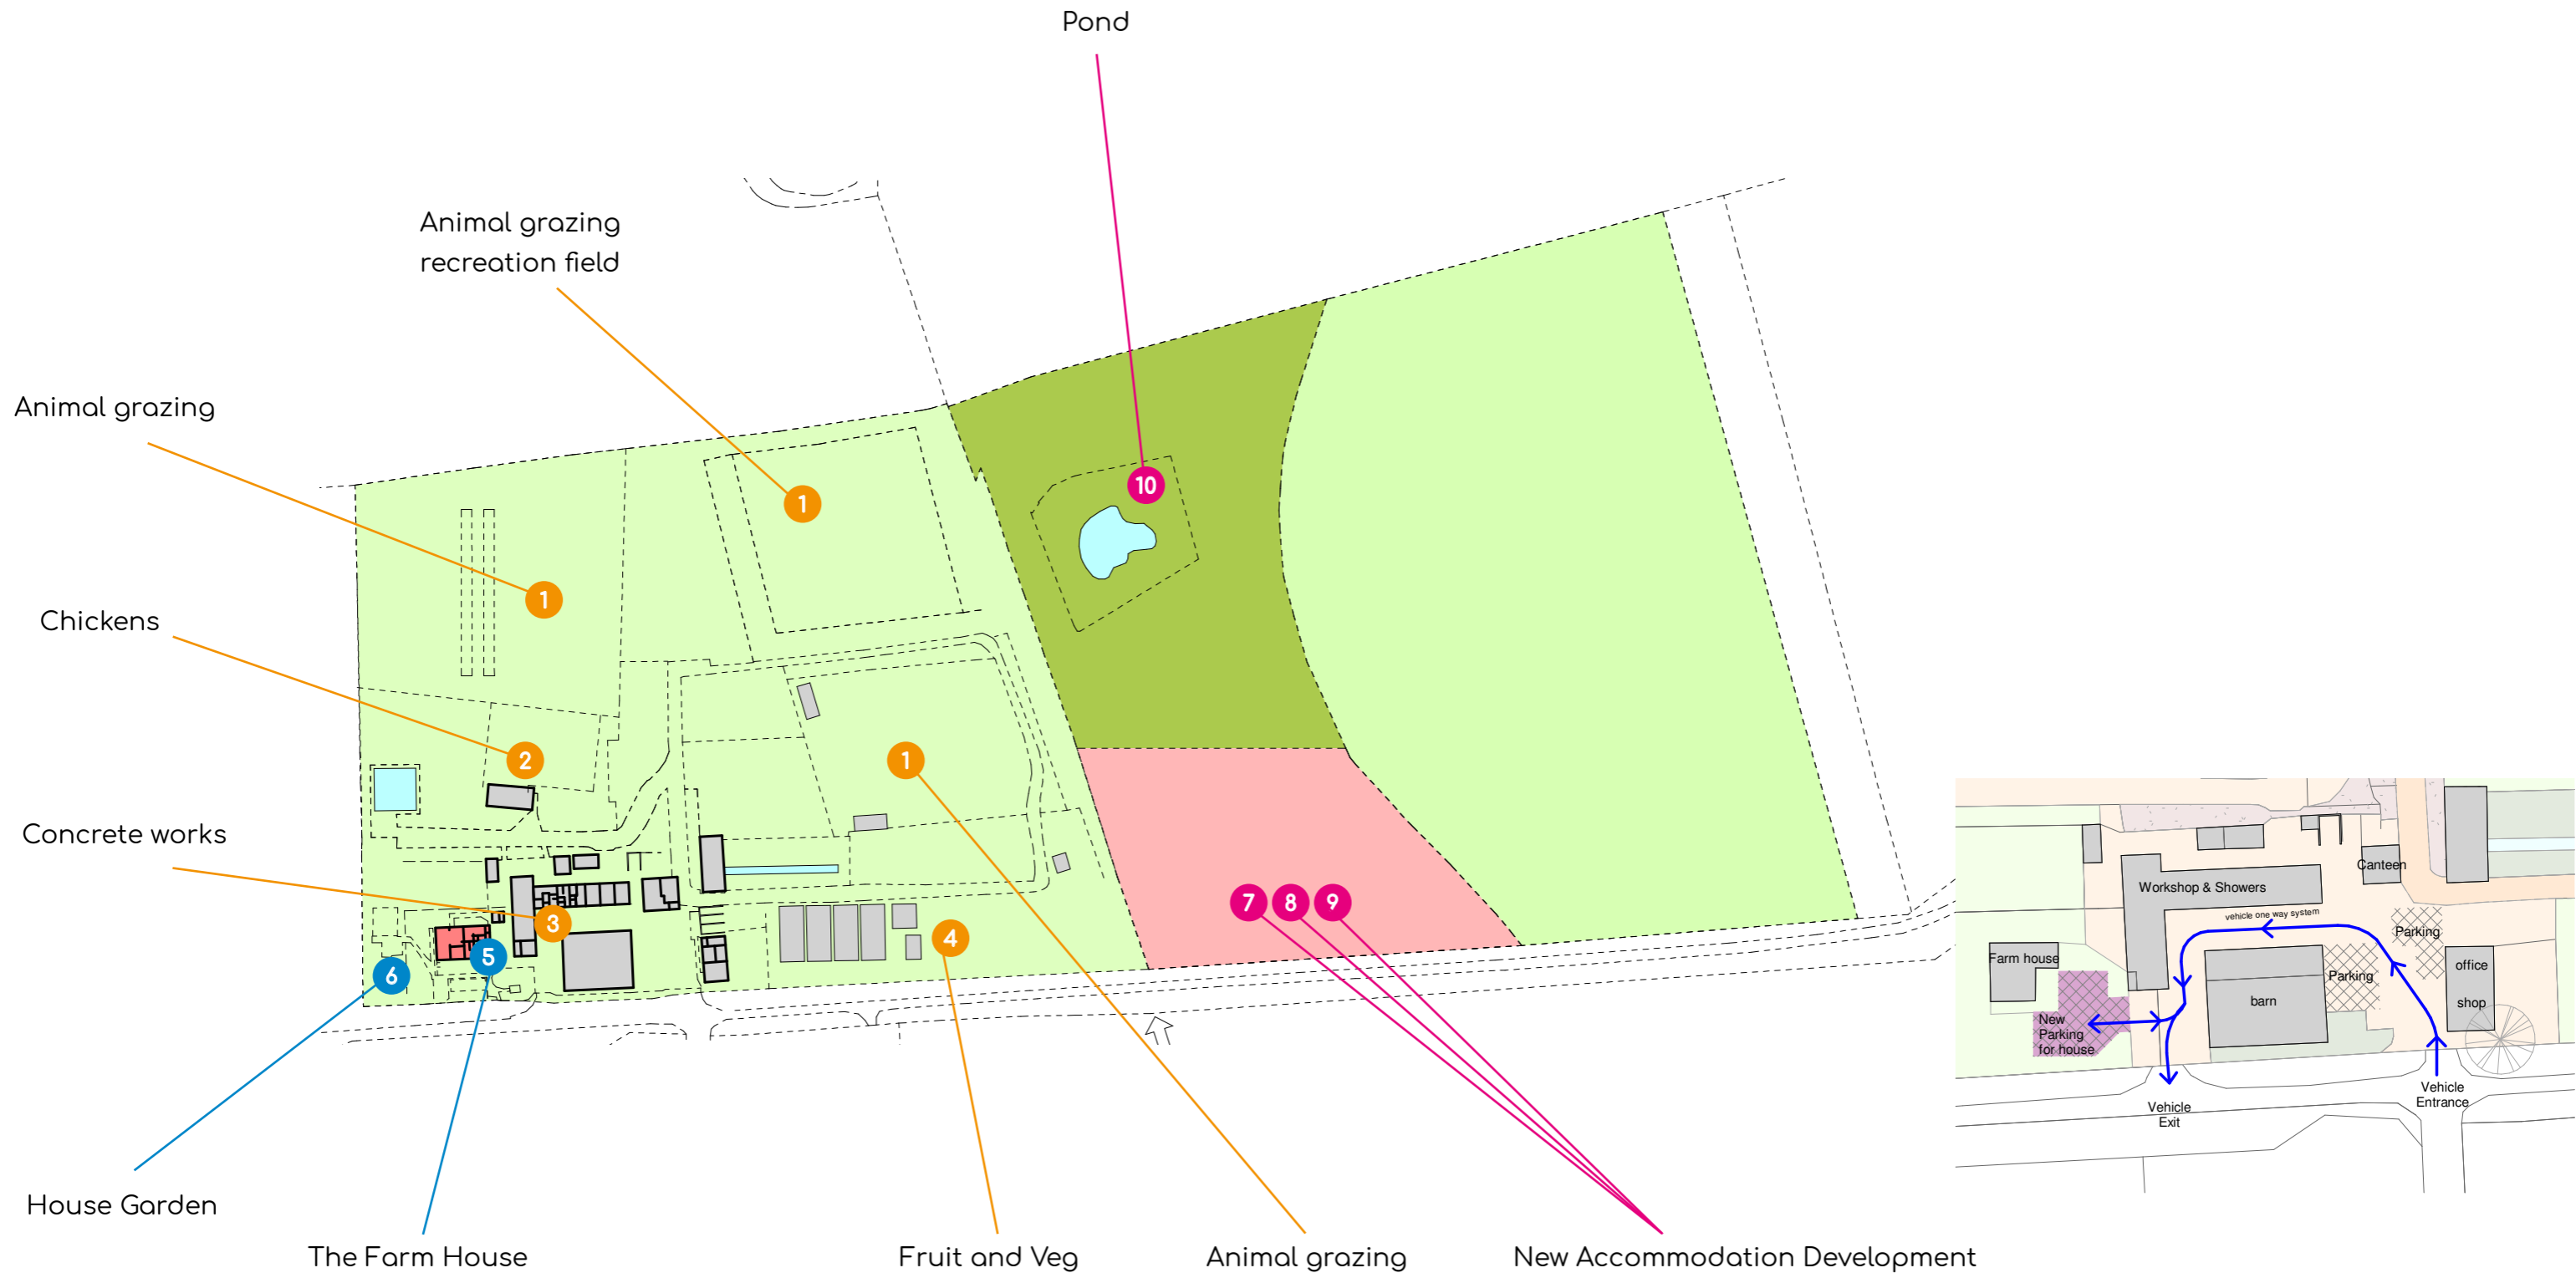 Pond
Animal grazing
recreation field
Animal grazing
1
10
1
Chickens
2
1
Concrete works
3
4
5
6
7 8 9
House Garden
The Farm House
Fruit and Veg
Animal grazing
New Accommodation Development
Canteen
Workshop & Showers
vehicle one way system
Parking
Farm house
Parking
office
barn
shop
New
Parking
for house
Vehicle
Entrance
Vehicle
Exit